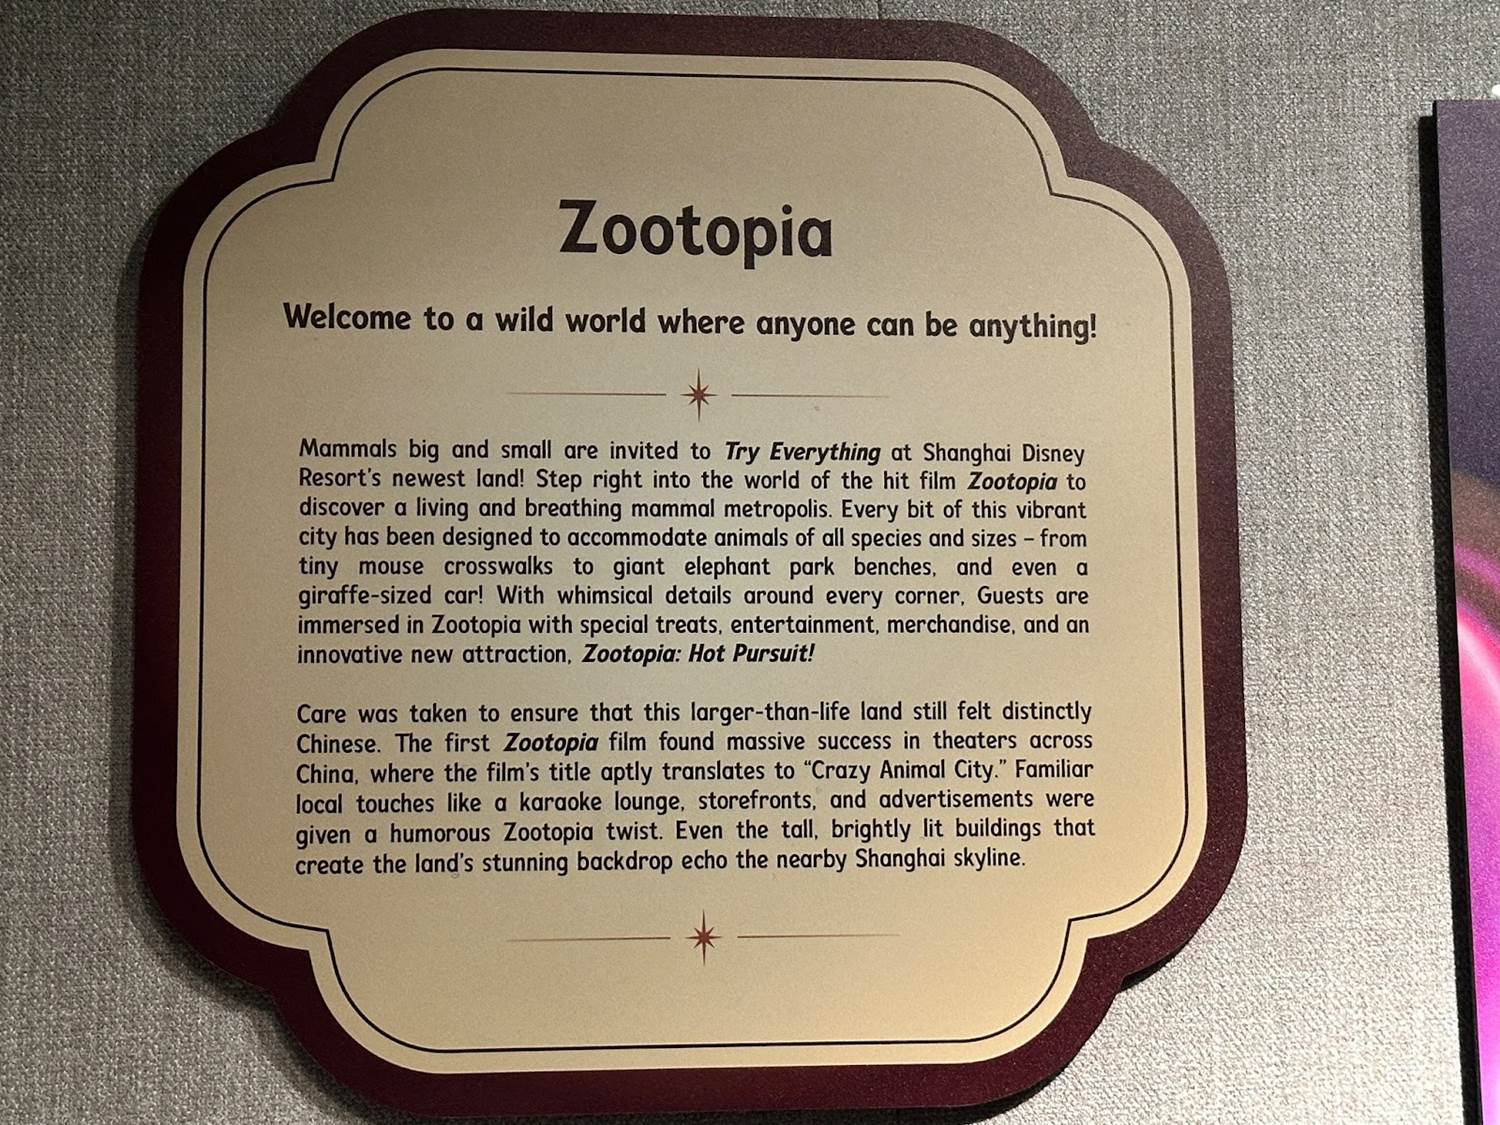 Zootopia
Welcome to a wild world where anyone can be anything!
Mammals big and small are invited to Try Everything at Shanghai Disney
Resort's newest land! Step right into the world of the hit film Zootopia to
discover a living and breathing mammal metropolis. Every bit of this vibrant
city has been designed to accommodate animals of all species and sizes – from
tiny mouse crosswalks to giant elephant park benches, and even a
giraffe-sized car! With whimsical details around every corner, Guests are
immersed in Zootopia with special treats, entertainment, merchandise, and an
innovative new attraction, Zootopia: Hot Pursuit!
Care was taken to ensure that this larger-than-life land still felt distinctly
Chinese. The first Zootopia film found massive success in theaters across
China, where the film's title aptly translates to “Crazy Animal City.” Familiar
local touches like a karaoke lounge, storefronts, and advertisements were
given a humorous Zootopia twist. Even the tall, brightly lit buildings that
create the land's stunning backdrop echo the nearby Shanghai skyline.